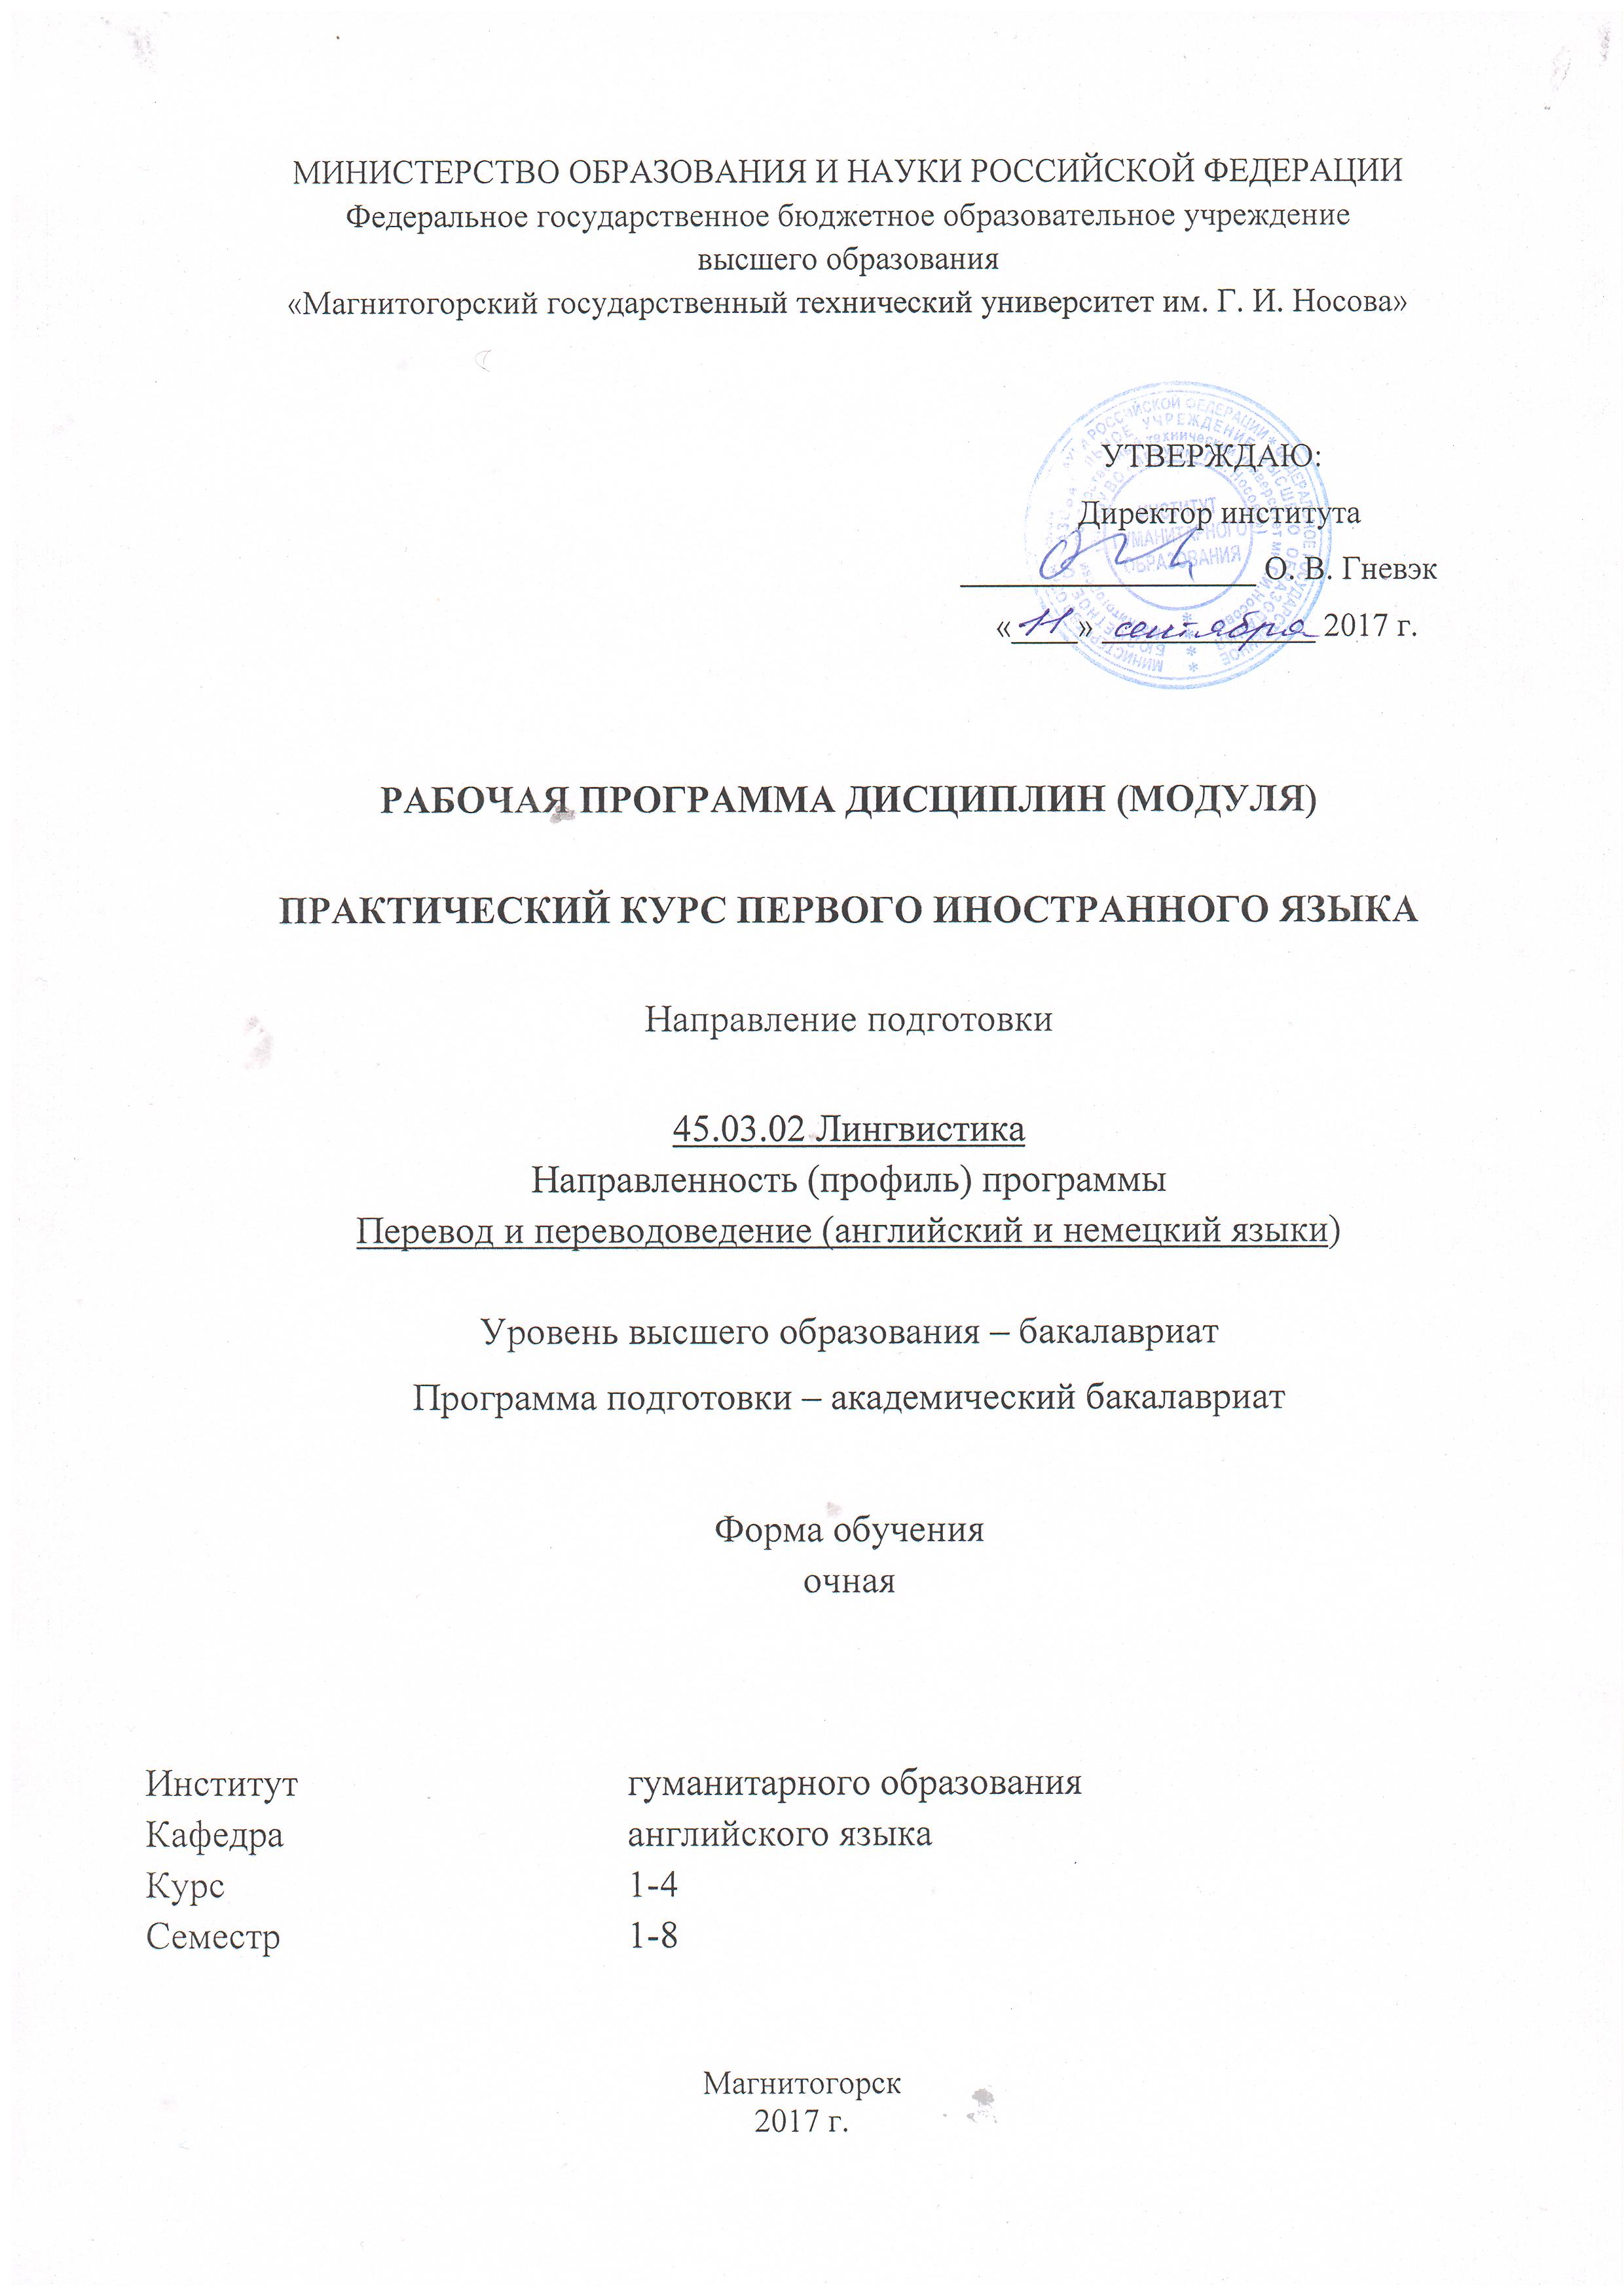 МИНИСТЕРСТВО ОБРАЗОВАНИЯ И НАУКИ РОССИЙСКОЙ ФЕДЕРАЦИИ
Федеральное государственное бюджетное образовательное учреждение
высшего образования
«Магнитогорский государственный технический университет им. Г. И. Носова»
УТВЕРЖДАЮ:
Директор института
О. В. Гневэк
«11» сентября 2017 г.
ИНСТИТУТ
ГУМАНИТАРНОГО
ОБРАЗОВАНИЯ
РАБОЧАЯ ПРОГРАММА ДИСЦИПЛИН (МОДУЛЯ)
ПРАКТИЧЕСКИЙ КУРС ПЕРВОГО ИНОСТРАННОГО ЯЗЫКА
Направление подготовки
45.03.02 Лингвистика
Направленность (профиль) программы
Перевод и переводоведение (английский и немецкий языки)
Уровень высшего образования – бакалавриат
Программа подготовки – академический бакалавриат
Форма обучения
очная
Институт гуманитарного образования
Кафедра английского языка
Курс 1-4
Семестр 1-8
Магнитогорск
2017 г.